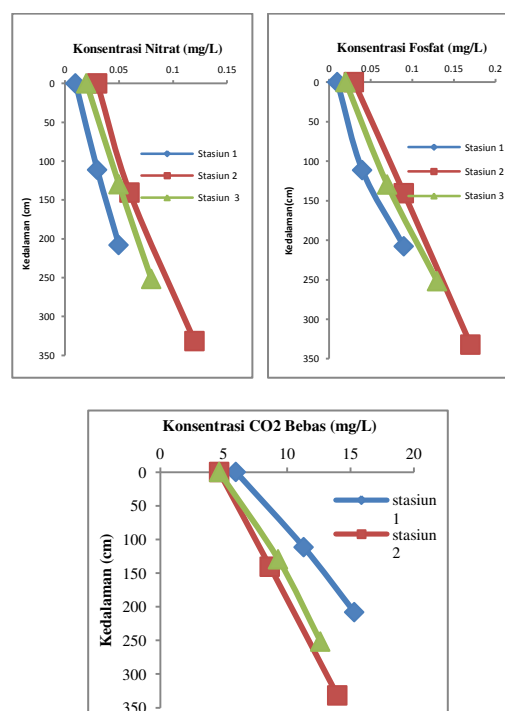 Konsentrasi Nitrat (mg/L)
0 0.05 0.1 0.15
0
50
100
150
200
250
300
350
Kedalaman(cm)
Stasiun 1
Stasiun 2
Stasiun 3
Konsentrasi Fosfat (mg/L)
0 0.05 0.1 0.15 0.2
0
50
100
150
200
250
300
350
Kedalaman(cm)
Stasiun 1
Stasiun 2
Stasiun 3
Konsentrasi CO2 Bebas (mg/L)
0 5 10 15 20
0
50
100
150
200
250
300
350
Kedalaman (cm)
stasiun
1
stasiun
2